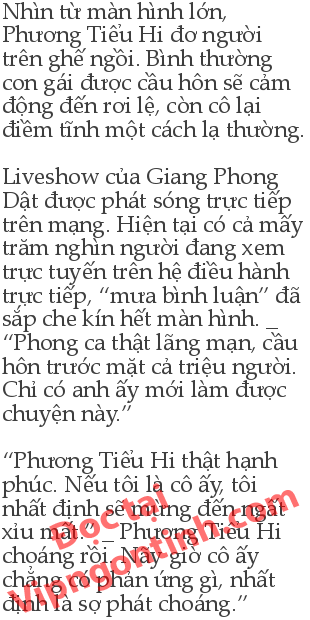 Nhìn từ màn hình lớn,
Phương Tiểu Hi đơ người
trên ghế ngồi. Bình thường
con gái được cầu hôn sẽ cảm
động đến rơi lệ, còn cô lại
điềm tĩnh một cách lạ thường.

Liveshow của Giang Phong
Dật được phát sóng trực tiếp
trên mạng. Hiện tại có cả mấy
trăm nghìn người đang xem
trực tuyến trên hệ điều hành
trực tiếp, “mưa bình luận” đã
sắp che kín hết màn hình. _
“Phong ca thật lãng mạn, cầu
hôn trước mặt cả triệu người.
Chỉ có anh ấy mới làm được
chuyện này.”

“Phương Tiểu Hi thật hạnh
phúc. Nếu tôi là cô ấy, tôi
nhất định sẽ mừng đến ngất
xỉu mất.” _ Phương Tiểu Hi
choáng rồi. Nãy giờ cô ấy
chẳng có phản ứng gì, nhất
định là sợ phát choáng.”
Đọc tại
Vipngontinh.com